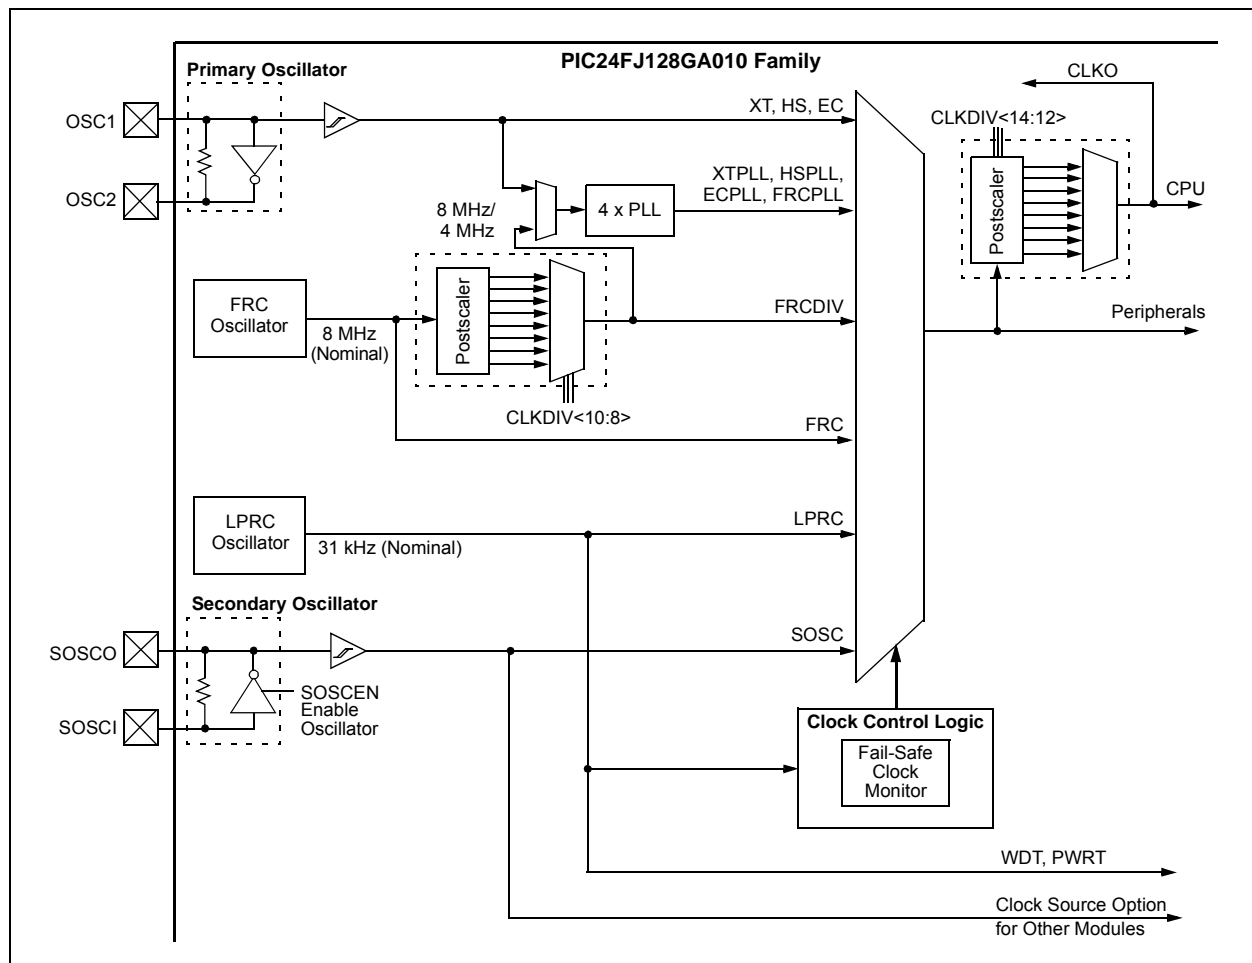 PIC24FJ128GA010 Family
Primary Oscillator
CLKO
OSC1
XT, HS, EC
CLKDIV<14:12>
XTPLL, HSPLL,
ECPLL, FRCPLL
CPU
OSC2
8 MHz/
4 MHz
4 x PLL
Postscaler
FRC
Oscillator
8 MHz
(Nominal)
Postscaler
FRCDIV
Peripherals
CLKDIV<10:8>
FRC
LPRC
Oscillator
31 kHz (Nominal)
LPRC
Secondary Oscillator
SOSCO
SOSC
SOSCEN
Enable
Oscillator
SOSCI
Clock Control Logic
Fail-Safe
Clock
Monitor
WDT, PWRT
Clock Source Option
for Other Modules